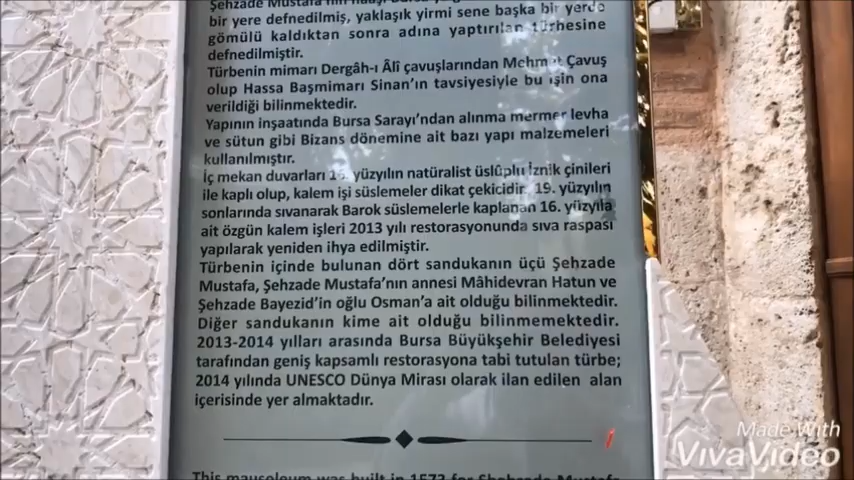 Şehzade Mustafa'nın naaşı Bursa
bir yere defnedilmiş, yaklaşık yirmi sene başka bir yerde
gömülü kaldıktan sonra adına yaptırılan türbesine
defnedilmiştir.
Türbenin mimarı Dergâh-ı Âlî çavuşlarından Mehmet Çavuş
olup Hassa Başmimarı Sinan'ın tavsiyesiyle bu işin ona
verildiği bilinmektedir.
Yapının inşaatında Bursa Sarayı'ndan alınma mermer levha
ve sütun gibi Bizans dönemine ait bazı yapı malzemeleri
kullanılmıştır.
İç mekan duvarları 16. yüzyılın natüralist üslûplu İznik çinileri
ile kaplı olup, kalem işi süslemeler dikat çekicidir. 19. yüzyılın
sonlarında sıvanarak Barok süslemelerle kaplanan 16. yüzyıla
ait özgün kalem işleri 2013 yılı restorasyonunda sıva raspası
yapılarak yeniden ihya edilmiştir.
Türbenin içinde bulunan dört sandukanın üçü Şehzade
Mustafa, Şehzade Mustafa'nın annesi Mâhidevran Hatun ve
Şehzade Bayezid'in oğlu Osman'a ait olduğu bilinmektedir.
Diğer sandukanın kime ait olduğu bilinmemektedir.
2013-2014 yılları arasında Bursa Büyükşehir Belediyesi
tarafından geniş kapsamlı restorasyona tabi tutulan türbe;
2014 yılında UNESCO Dünya Mirası olarak ilan edilen alan
içerisinde yer almaktadır.
This mausoleum was built in 1573 for Shahzada Mustafa
Made With
VivaVideo